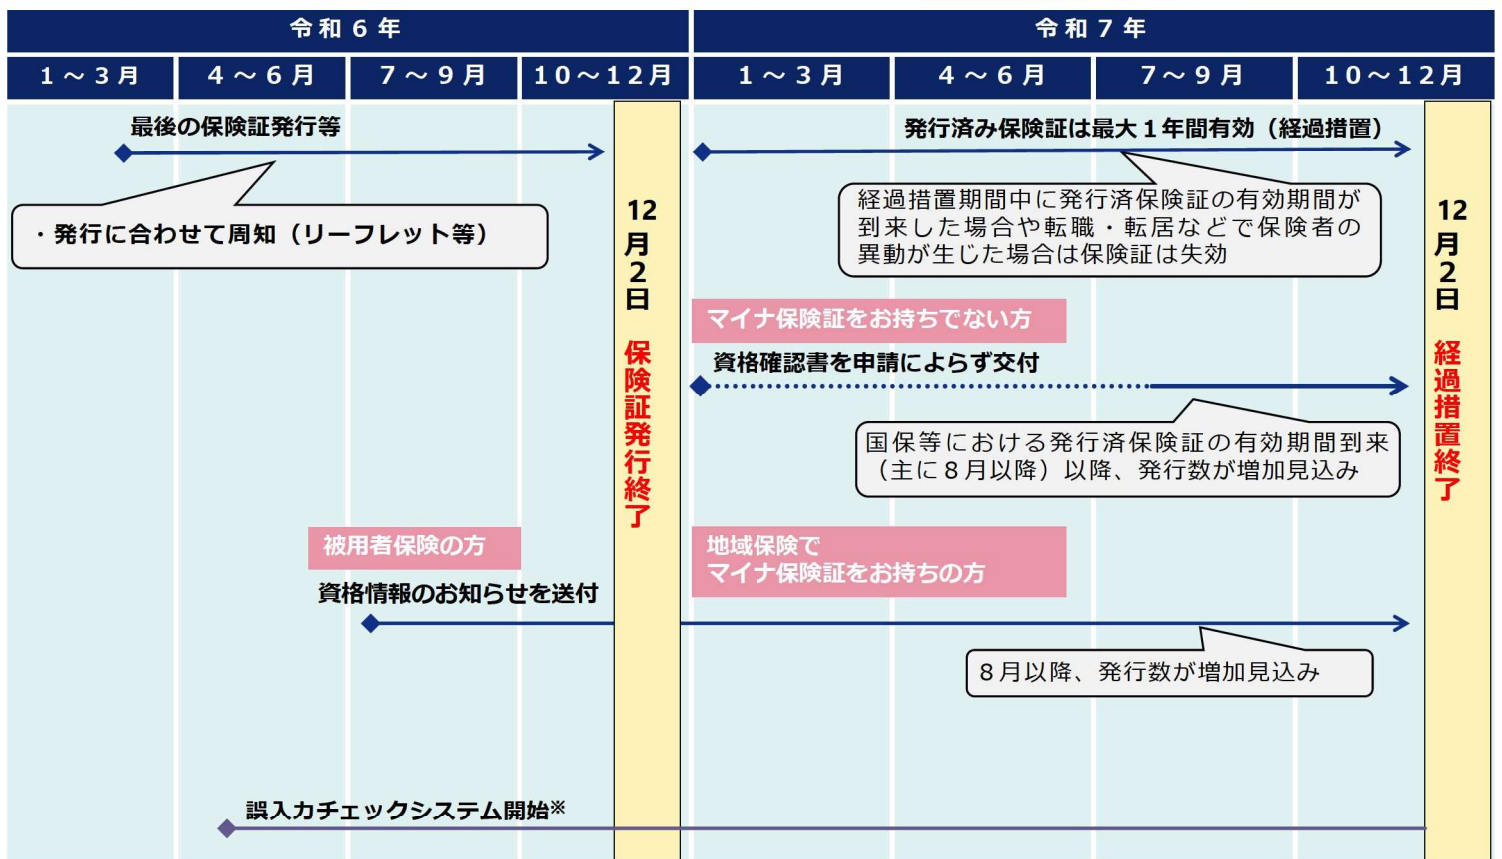 令和６年
令和７年
１～３月
４～６月
７～９月
１０～１２月
１～３月
４～６月
７～９月
１０～１２月
最後の保険証発行等
・発行に合わせて周知（リーフレット等）
12月2日　保険証発行終了
発行済み保険証は最大１年間有効（経過措置）
経過措置期間中に発行済保険証の有効期間が
到来した場合や転職・転居などで保険者の
異動が生じた場合は保険証は失効
マイナ保険証をお持ちでない方
資格確認書を申請によらず交付
国保等における発行済保険証の有効期間到来
（主に８月以降）以降、発行数が増加見込み
12月2日　経過措置終了
被用者保険の方
資格情報のお知らせを送付
地域保険で
マイナ保険証をお持ちの方
８月以降、発行数が増加見込み
誤入力チェックシステム開始※